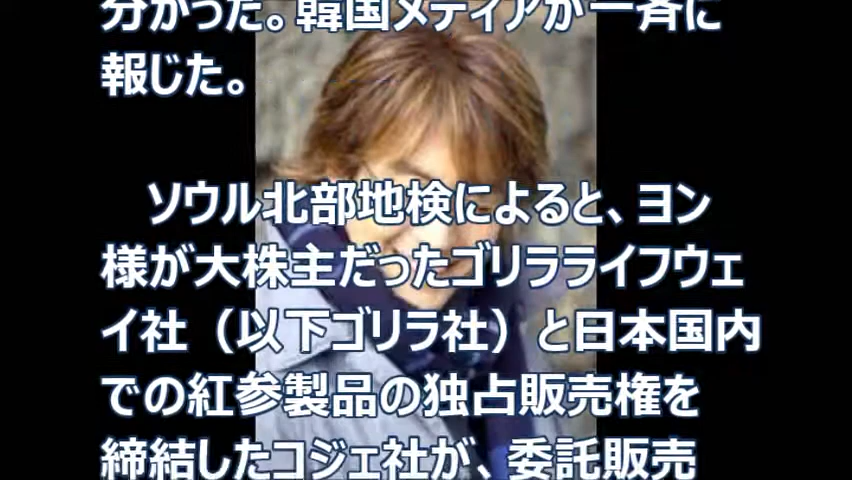 分かった。韓国メディアが一斉に
報じた。
ソウル北部地検によると、ヨン
様が大株主だったゴリラライフウェ
イ社（以下ゴリラ社）と日本国内
での紅参製品の独占販売権を
締結したコジェ社が、委託販売